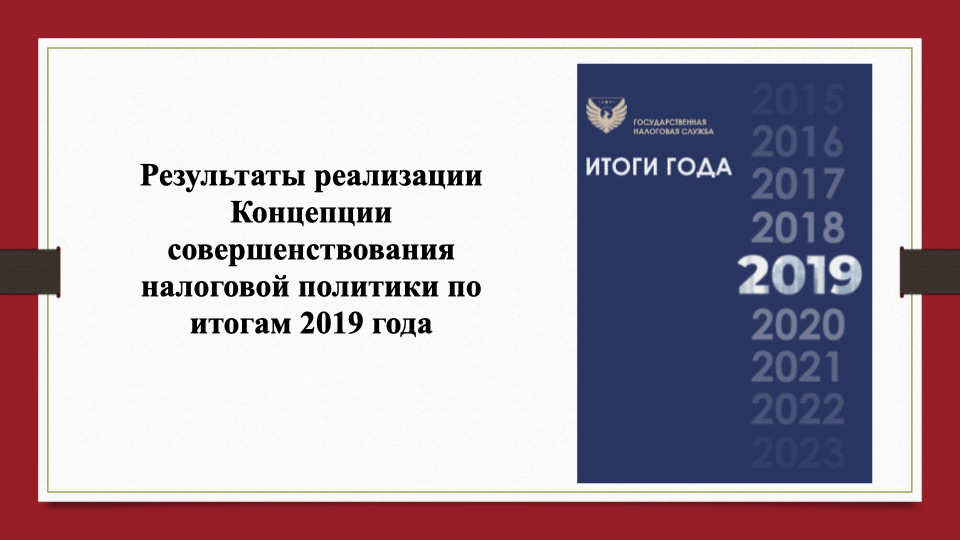 Результаты реализации
Концепции
совершенствования
налоговой политики по
итогам 2019 года
ГОСУДАРСТВЕННАЯ
НАЛОГОВАЯ СЛУЖБА
ИТОГИ ГОДА
2015
2016
2017
2018
2019
2020
2021
2022
2023